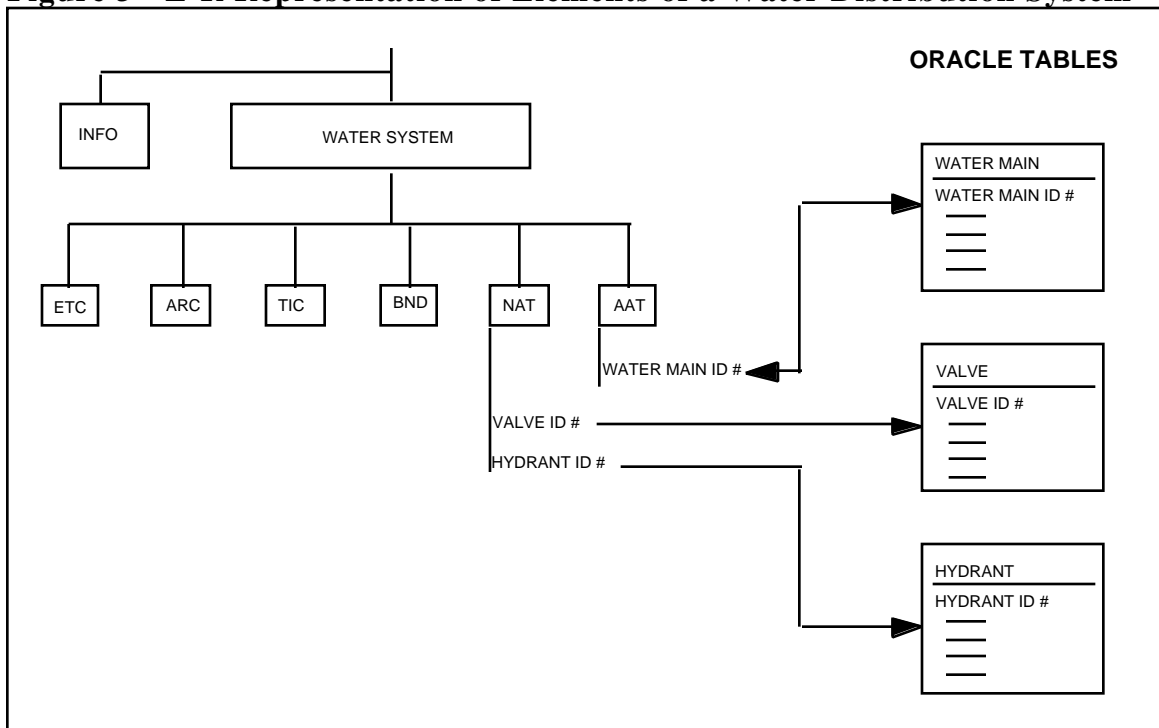 ORACLE TABLES
INFO
WATER SYSTEM
ETC
ARC
TIC
BND
NAT
AAT
WATER MAIN ID #
VALVE ID #
HYDRANT ID #
WATER MAIN
WATER MAIN ID #
VALVE
VALVE ID #
HYDRANT
HYDRANT ID #